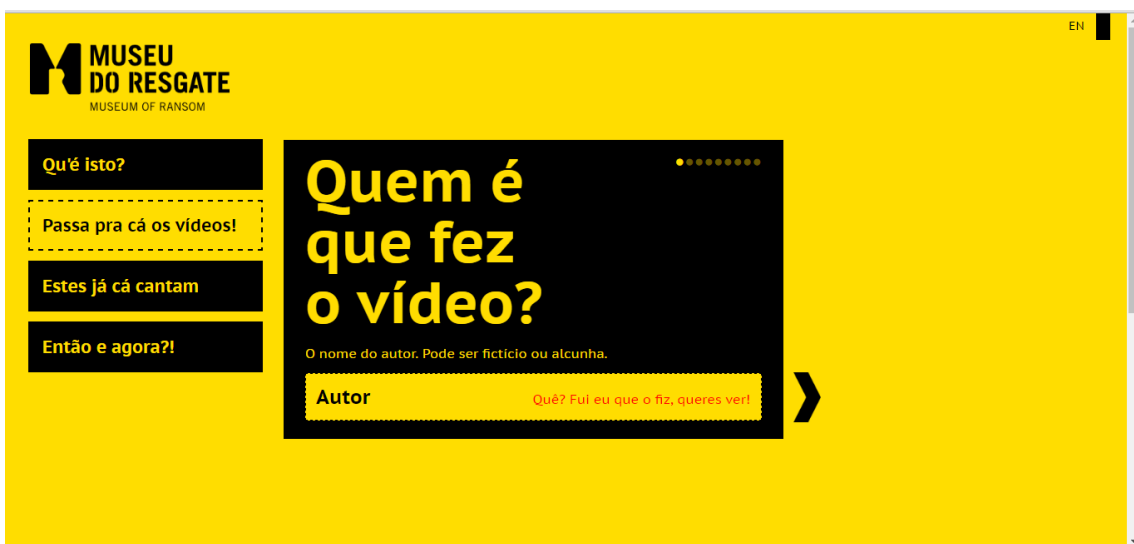 EN
MUSEU
DO RESGATE
MUSEUM OF RANSOM
Qu'é isto?
Passa pra cá os vídeos!
Estes já cá cantam
Então e agora?!
Quem é
que fez
o vídeo?
O nome do autor. Pode ser fictício ou alcunha.
Autor Quê? Fui eu que o fiz, queres ver!